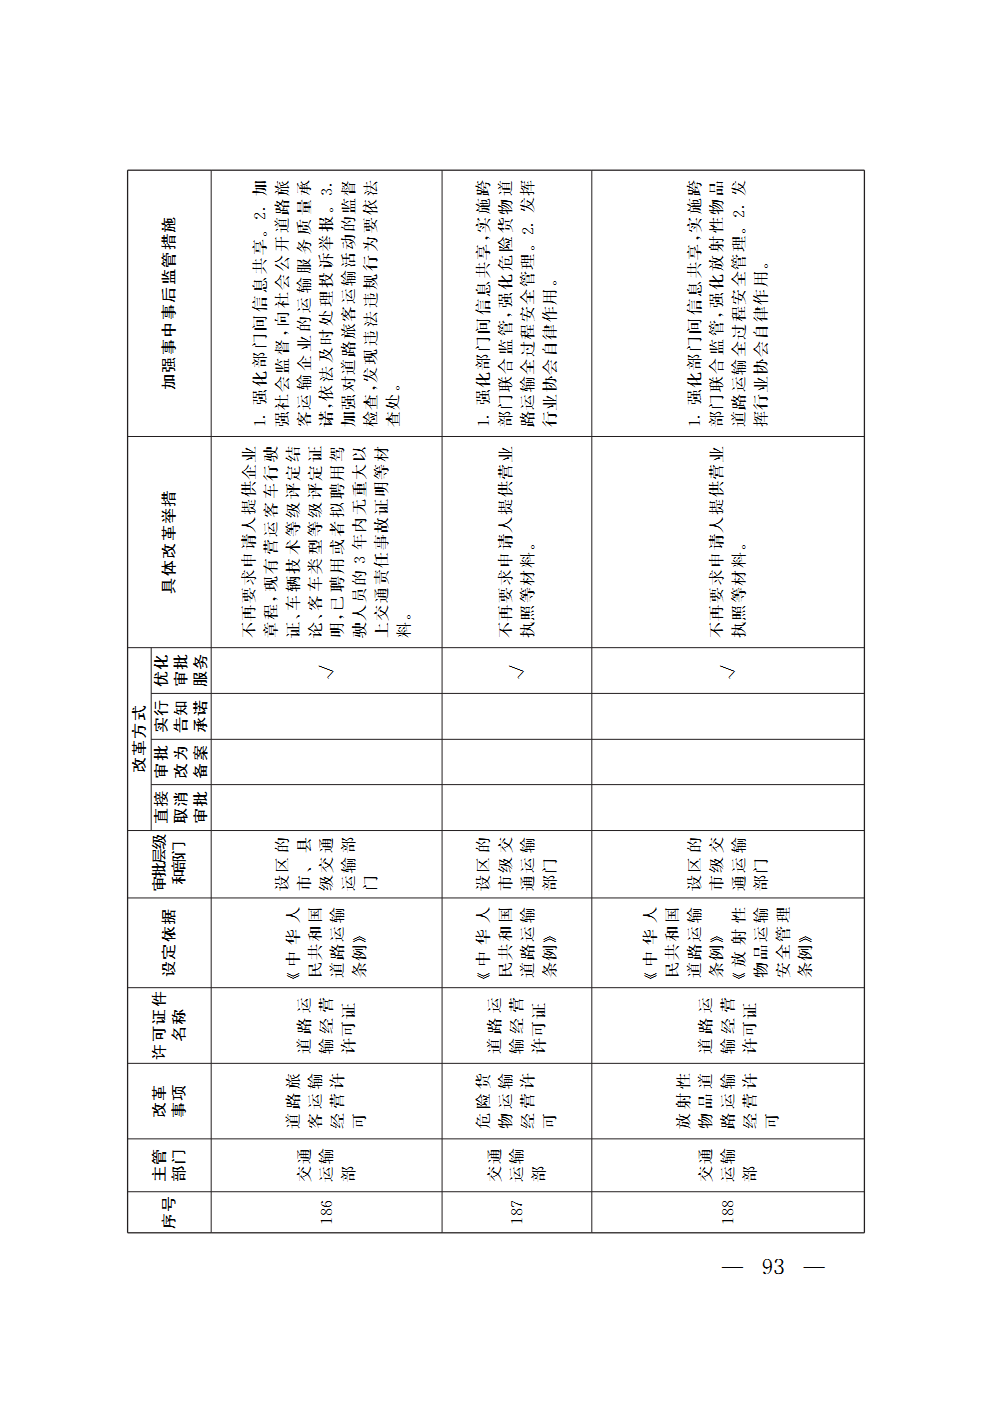 序号
主管
部门
改革
事项
许可证件
名称
设定依据
审批层级
和部门
改革方式
直接
取消
审批
审批
改为
备案
实行
告知
承诺
优化
审批
服务
具体改革举措
加强事中事后监管措施
186
交通
运输
部
道路旅
客运输
经营许
可
道路运
输经营
许可证
《中华人
民共和国
道路运输
条例》
设区的
市、县
级交通
运输部
门
√
不再要求申请人提供企业
章程,现有营运客车行驶
证、车辆技术等级评定结
论、客车类型等级评定证
明,已聘用或者拟聘用驾
驶人员的3年内无重大以
上交通责任事故证明等材
料。
1. 强化部门间信息共享。2. 加
强社会监督,向社会公开道路旅
客运输企业的运输服务质量承
诺,依法及时处理投诉举报。3.
加强对道路旅客运输活动的监督
检查,发现违法违规行为要依法
查处。
187
交通
运输
部
危险货
物运输
经营许
可
道路运
输经营
许可证
《中华人
民共和国
道路运输
条例》
设区的
市级交
通运输
部门
√
不再要求申请人提供营业
执照等材料。
1. 强化部门间信息共享,实施跨
部门联合监管,强化危险货物道
路运输全过程安全管理。2. 发挥
行业协会自律作用。
188
交通
运输
部
放射性
物品道
路运输
经营许
可
道路运
输经营
许可证
《中华人
民共和国
道路运输
条例》
《放射性
物品运输
安全管理
条例》
设区的
市级交
通运输
部门
√
不再要求申请人提供营业
执照等材料。
1. 强化部门间信息共享,实施跨
部门联合监管,强化放射性物品
道路运输全过程安全管理。2. 发
挥行业协会自律作用。
— 93 —